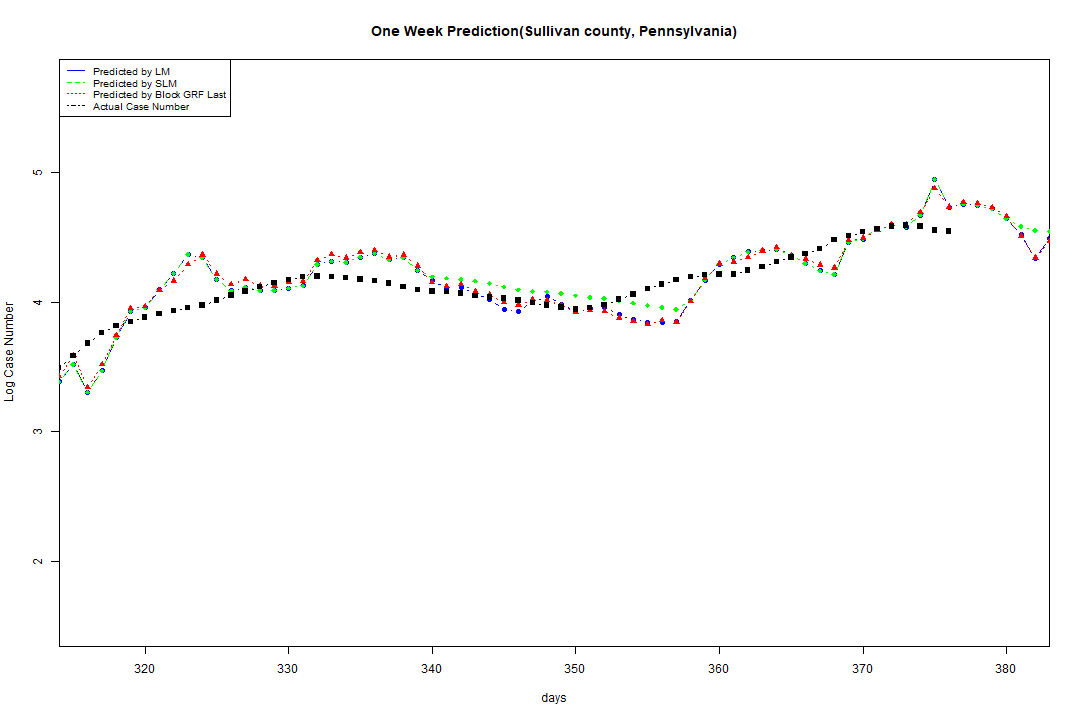 One Week Prediction(Sullivan county, Pennsylvania)
Predicted by LM
Predicted by SLM
Predicted by Block GRF Last
Actual Case Number
5
4
3
2
Log Case Number
320 330 340 350 360 370 380
days